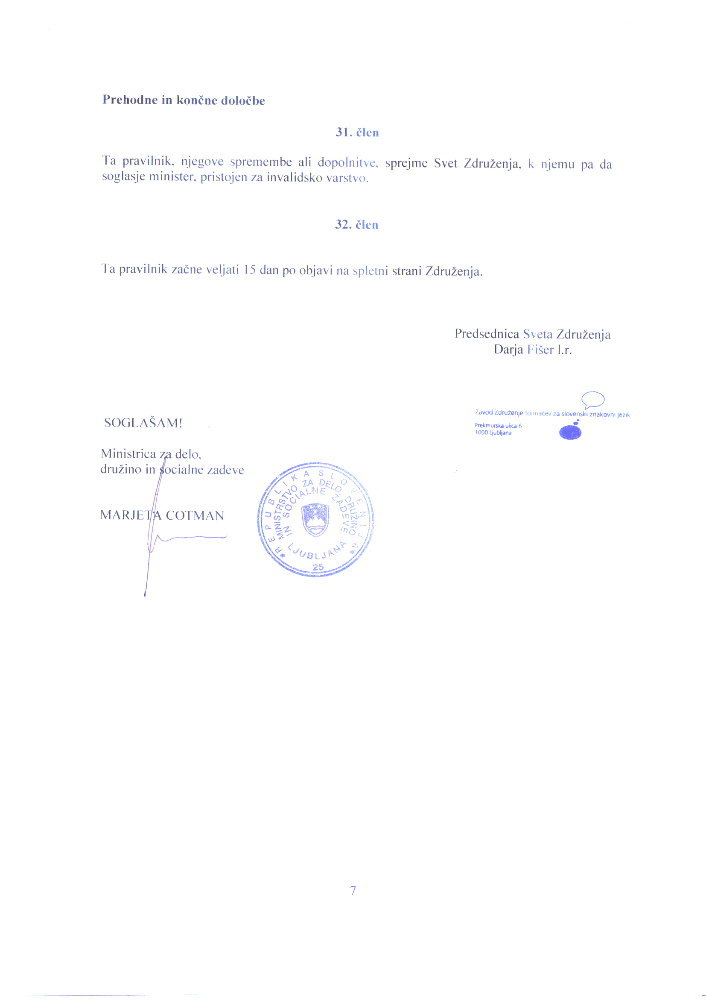 Prehodne in končne določbe
31. člen
Ta pravilnik, njegove spremembe ali dopolnitve, sprejme Svet Združenja, k njemu pa da
soglasje minister, pristojen za invalidsko varstvo.
32. člen
Ta pravilnik začne veljati 15 dan po objavi na spletni strani Združenja.
Predsednica Sveta Združenja
Darja Fišer l.r.
Zavod Združenje tolmačev za slovenski znakovni jezik
Prekmurska ulica 6
1000 Ljubljana
SOGLAŠAM!
Ministrica za delo,
družino in socialne zadeve
MARJETA COTMAN
* REPUBLIKA SLOVENIJA *
MINISTRSTVO ZA DELO, DRUŽINO
IN SOCIALNE ZADEVE
LJUBLJANA
25
7